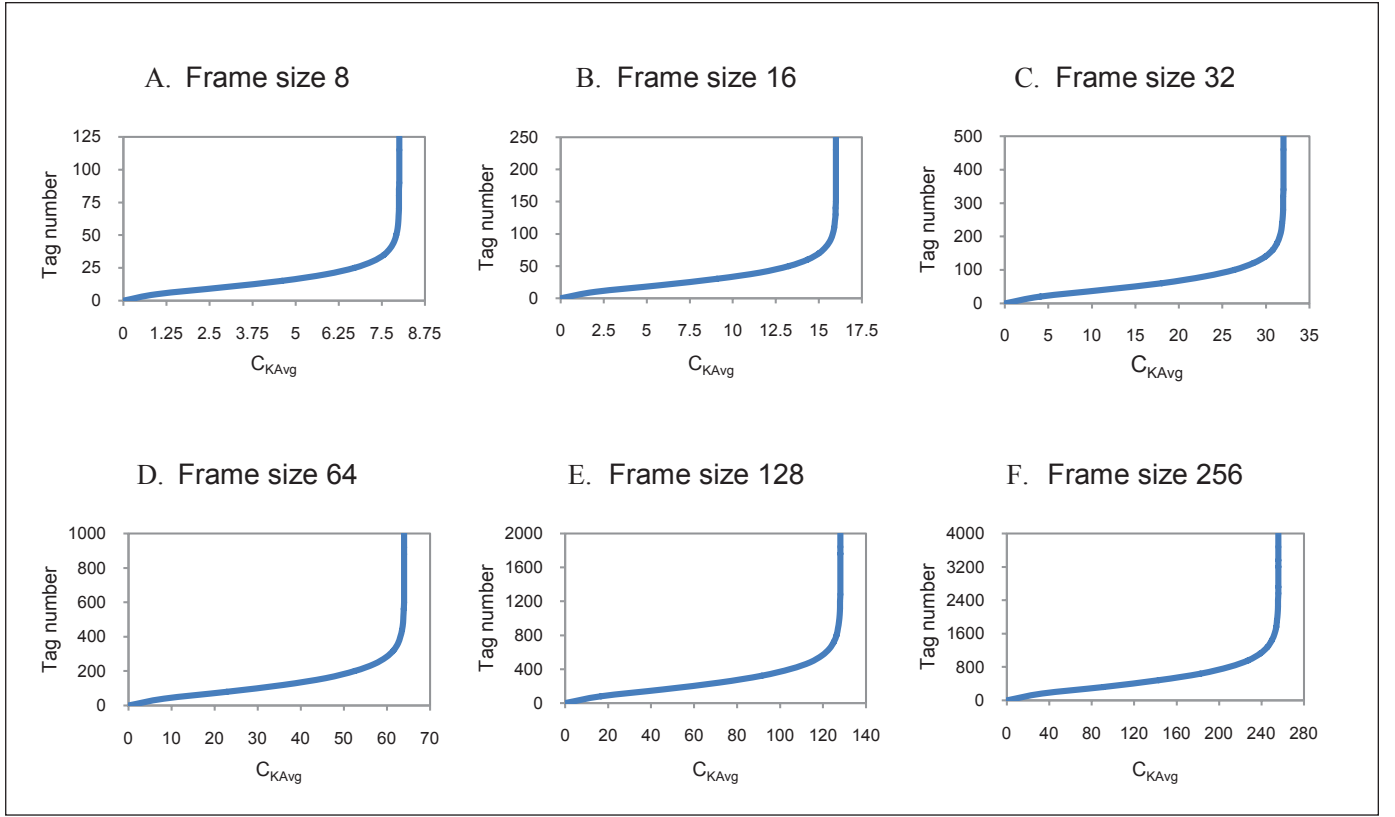 A. Frame size 8
125
100
75
50
25
0
Tag number
0 1.25 2.5 3.75 5 6.25 7.5 8.75
C_KAvg
B. Frame size 16
250
200
150
100
50
0
Tag number
0 2.5 5 7.5 10 12.5 15 17.5
C_KAvg
C. Frame size 32
500
400
300
200
100
0
Tag number
0 5 10 15 20 25 30 35
C_KAvg
D. Frame size 64
1000
800
600
400
200
0
Tag number
0 10 20 30 40 50 60 70
C_KAvg
E. Frame size 128
2000
1600
1200
800
400
0
Tag number
0 20 40 60 80 100 120 140
C_KAvg
F. Frame size 256
4000
3200
2400
1600
800
0
Tag number
0 40 80 120 160 200 240 280
C_KAvg